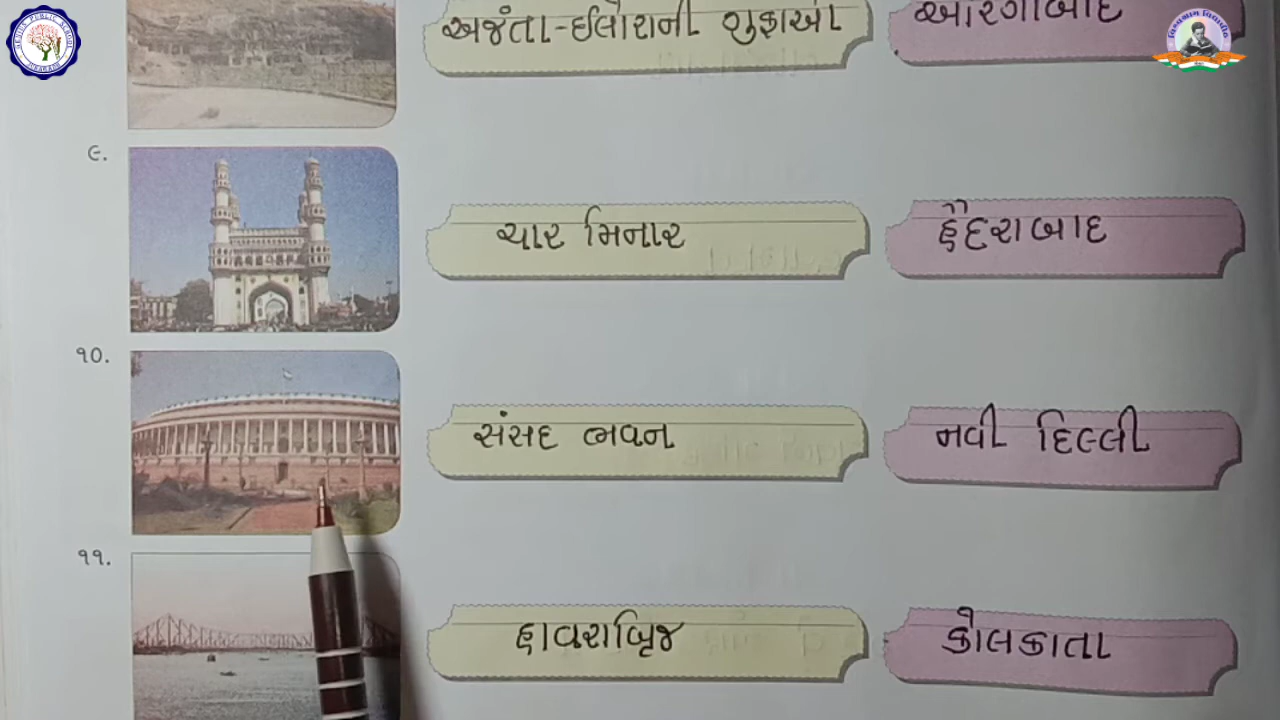 અજંતા-ઈલોરાની ગુફાઓ
ઔરંગાબાદ
૯.
ચાર મિનાર
હૈદરાબાદ
૧૦.
સંસદ ભવન
નવી દિલ્લી
૧૧.
હાવરાબ્રિજ
કોલકાતા